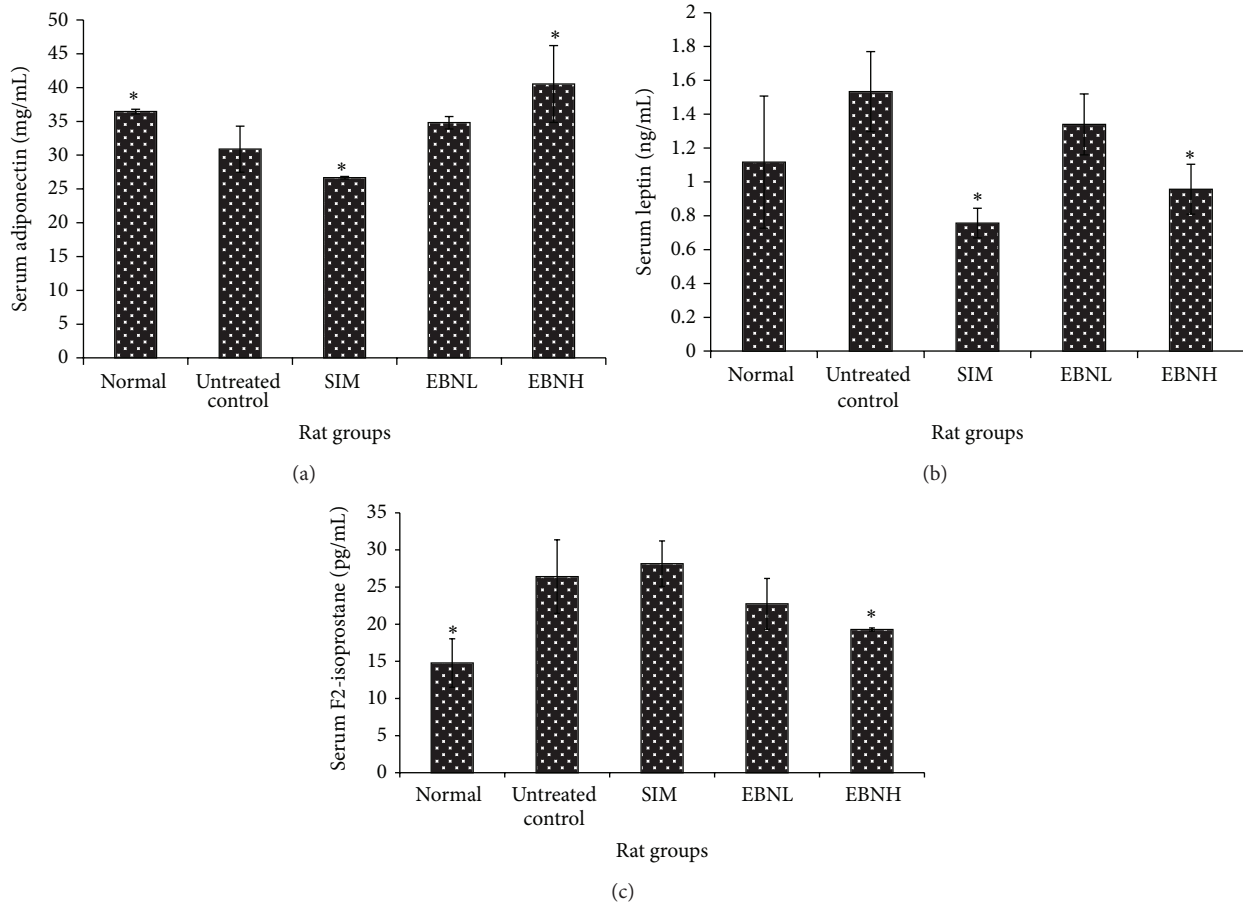 Serum adiponectin (mg/mL)
50
45
40
35
30
25
20
15
10
5
0
*
*
*
Normal
Untreated
control
SIM
EBNL
EBNH
Rat groups
(a)
Serum leptin (ng/mL)
2
1.8
1.6
1.4
1.2
1
0.8
0.6
0.4
0.2
0
*
*
Normal
Untreated
control
SIM
EBNL
EBNH
Rat groups
(b)
Serum F2-isoprostane (pg/mL)
35
30
25
20
15
10
5
0
*
*
Normal
Untreated
control
SIM
EBNL
EBNH
Rat groups
(c)